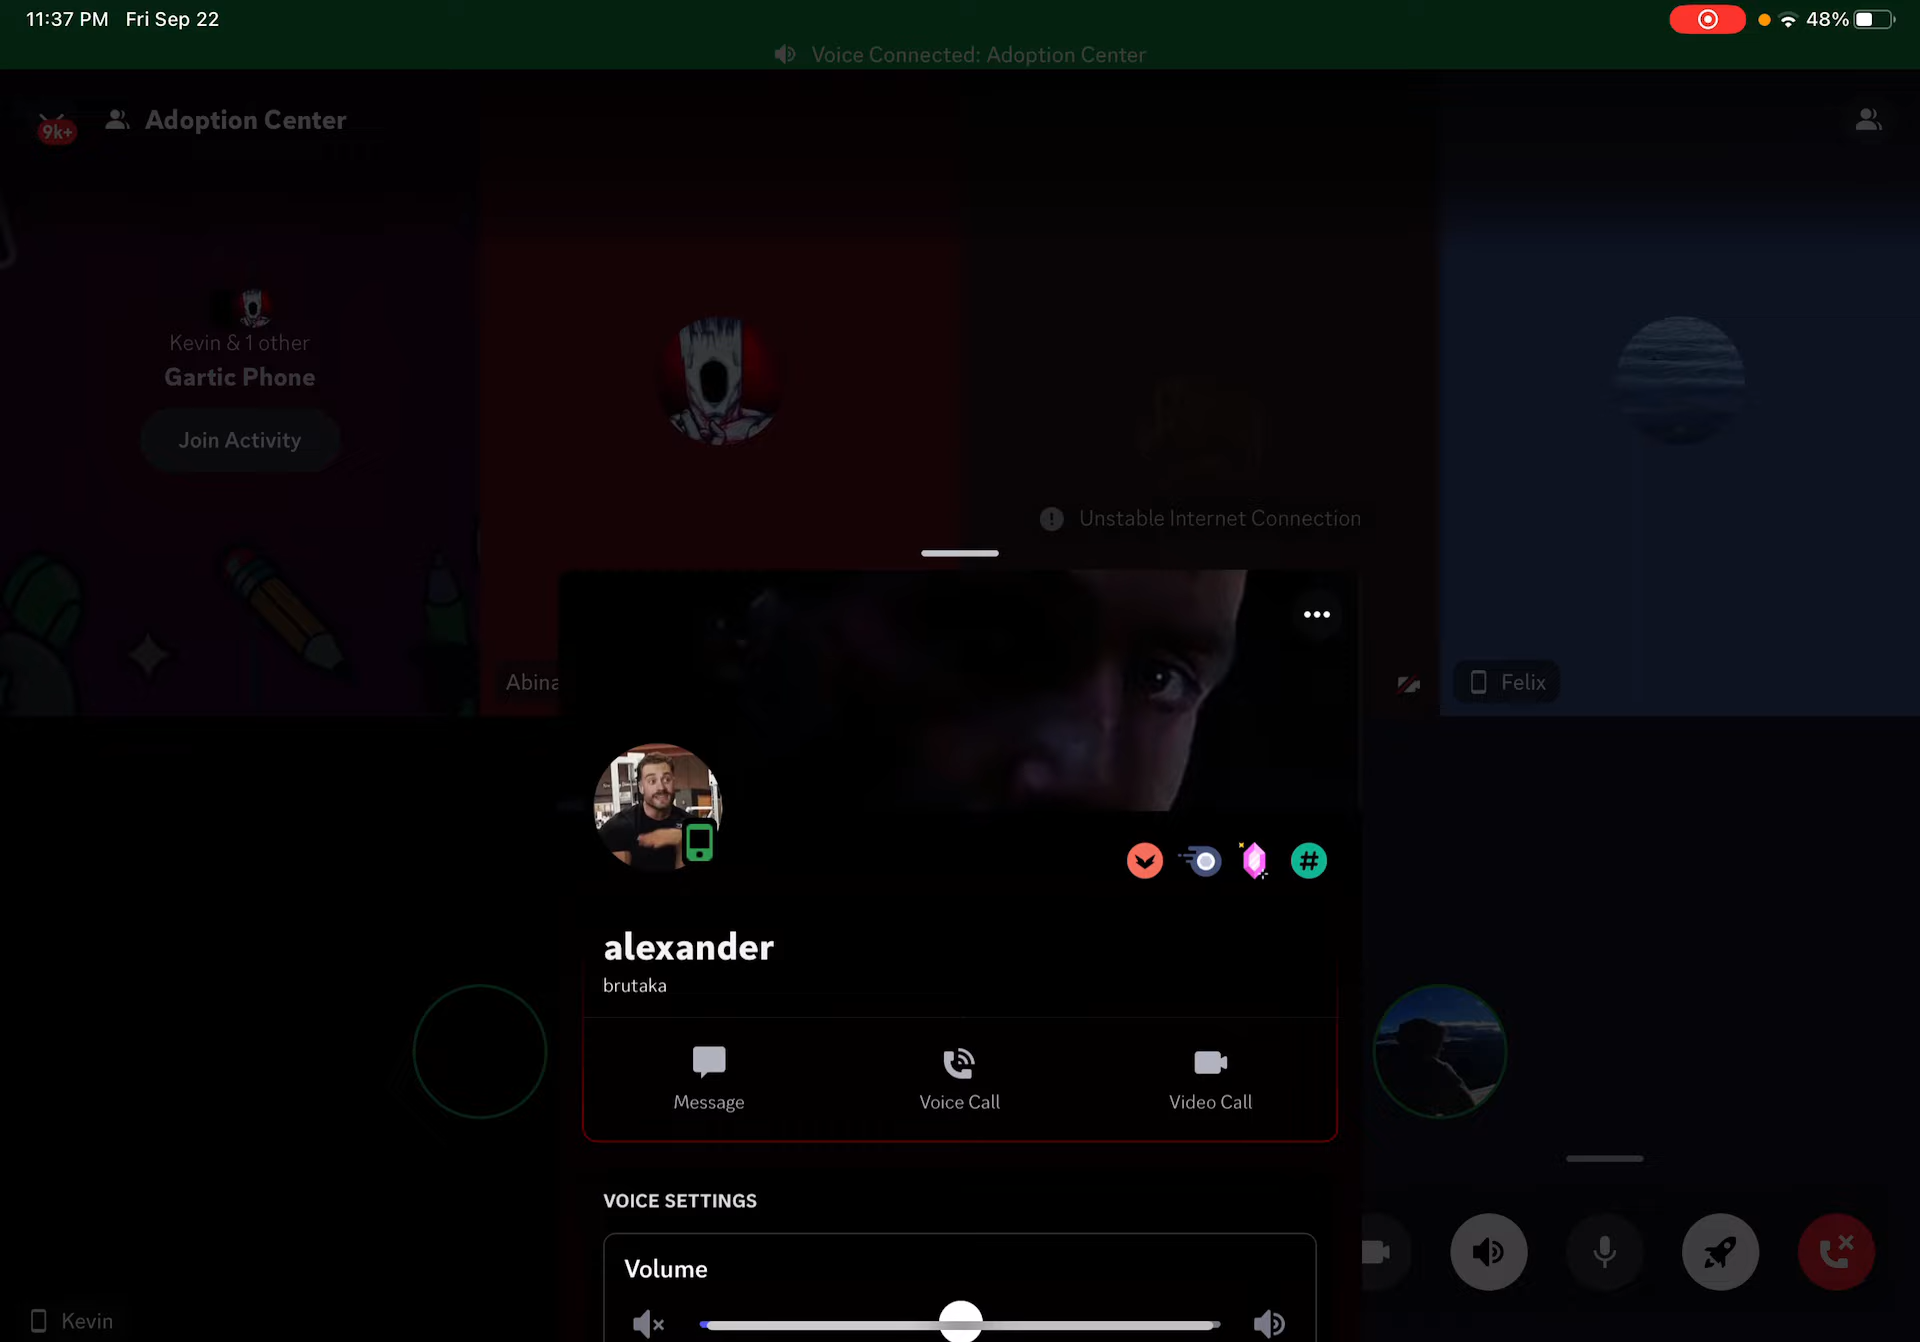 11:37 PM Fri Sep 22
48%
Voice Connected: Adoption Center
9k+
Adoption Center
Kevin & 1 other
Gartic Phone
Join Activity
Unstable Internet Connection
Abina
Felix
alexander
brutaka
Message
Voice Call
Video Call
VOICE SETTINGS
Volume
Kevin